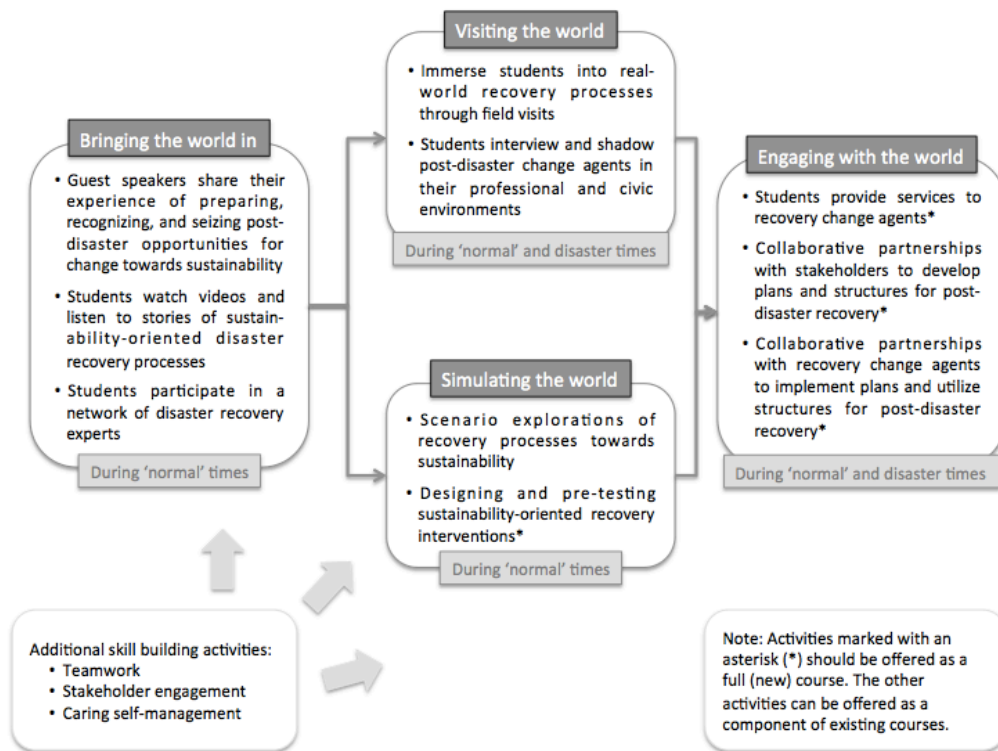 Bringing the world in
• Guest speakers share their
experience of preparing,
recognizing, and seizing post-
disaster opportunities for
change towards sustainability
• Students watch videos and
listen to stories of sustain-
ability-oriented disaster
recovery processes
• Students participate in a
network of disaster recovery
experts
During ‘normal’ times
Visiting the world
• Immerse students into real-
world recovery processes
through field visits
• Students interview and shadow
post-disaster change agents in
their professional and civic
environments
During ‘normal’ and disaster times
Simulating the world
• Scenario explorations of
recovery processes towards
sustainability
• Designing and pre-testing
sustainability-oriented recovery
interventions*
During ‘normal’ times
Engaging with the world
• Students provide services to
recovery change agents*
• Collaborative partnerships
with stakeholders to develop
plans and structures for post-
disaster recovery*
• Collaborative partnerships
with recovery change agents
to implement plans and utilize
structures for post-disaster
recovery*
During ‘normal’ and disaster times
Additional skill building activities:
• Teamwork
• Stakeholder engagement
• Caring self-management
Note: Activities marked with an
asterisk (*) should be offered as a
full (new) course. The other
activities can be offered as a
component of existing courses.